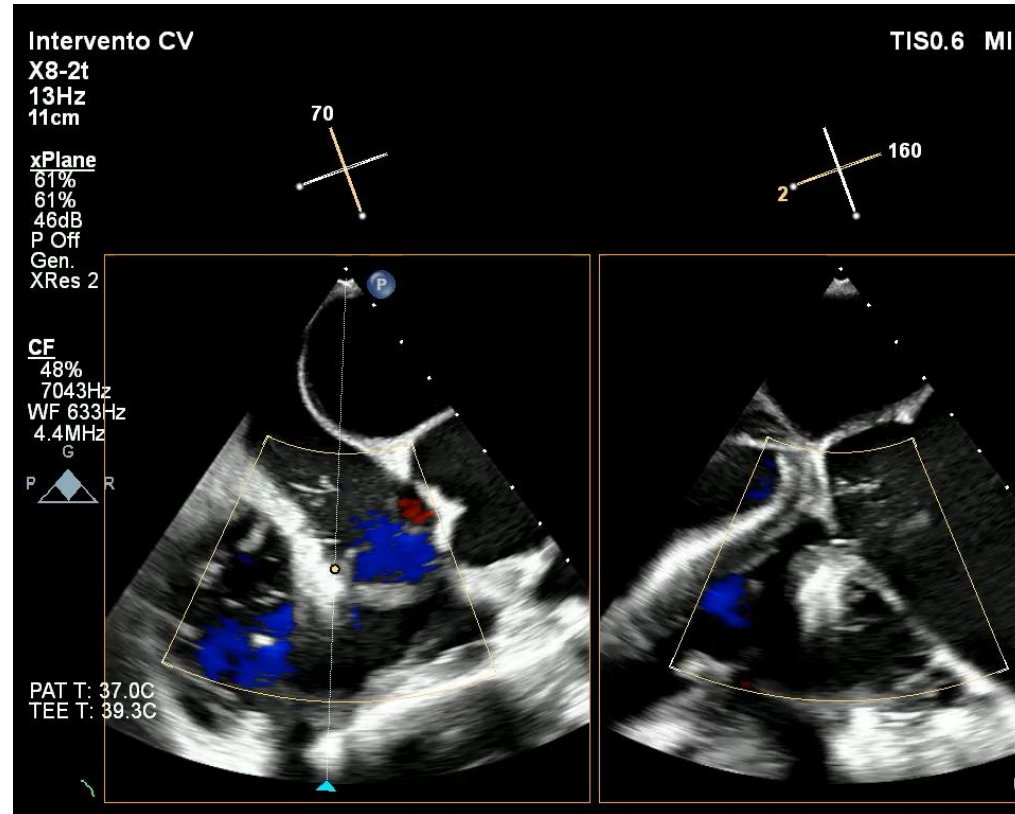 Intervento CV
TIS0.6 MI
X8-2t
13Hz
11cm
70
160
2
xPlane
61%
61%
46dB
P Off
Gen.
XRes 2
P
CF
48%
7043Hz
WF 633Hz
4.4MHz
G
P R
PAT T: 37.0C
TEE T: 39.3C